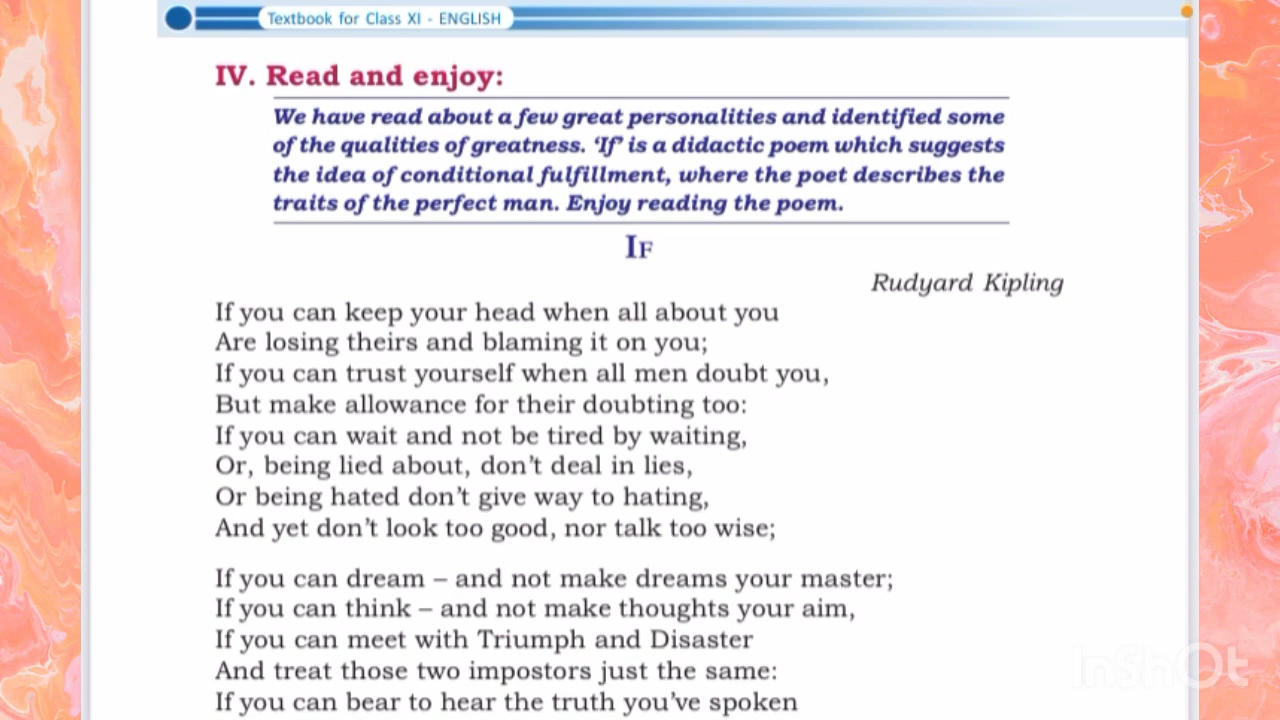 Textbook for Class XI - ENGLISH
IV. Read and enjoy:
We have read about a few great personalities and identified some
of the qualities of greatness. ‘If’ is a didactic poem which suggests
the idea of conditional fulfillment, where the poet describes the
traits of the perfect man. Enjoy reading the poem.
IF
Rudyard Kipling
If you can keep your head when all about you
Are losing theirs and blaming it on you;
If you can trust yourself when all men doubt you,
But make allowance for their doubting too:
If you can wait and not be tired by waiting,
Or, being lied about, don’t deal in lies,
Or being hated don’t give way to hating,
And yet don’t look too good, nor talk too wise;
If you can dream – and not make dreams your master;
If you can think – and not make thoughts your aim,
If you can meet with Triumph and Disaster
And treat those two impostors just the same:
If you can bear to hear the truth you’ve spoken
InShOt